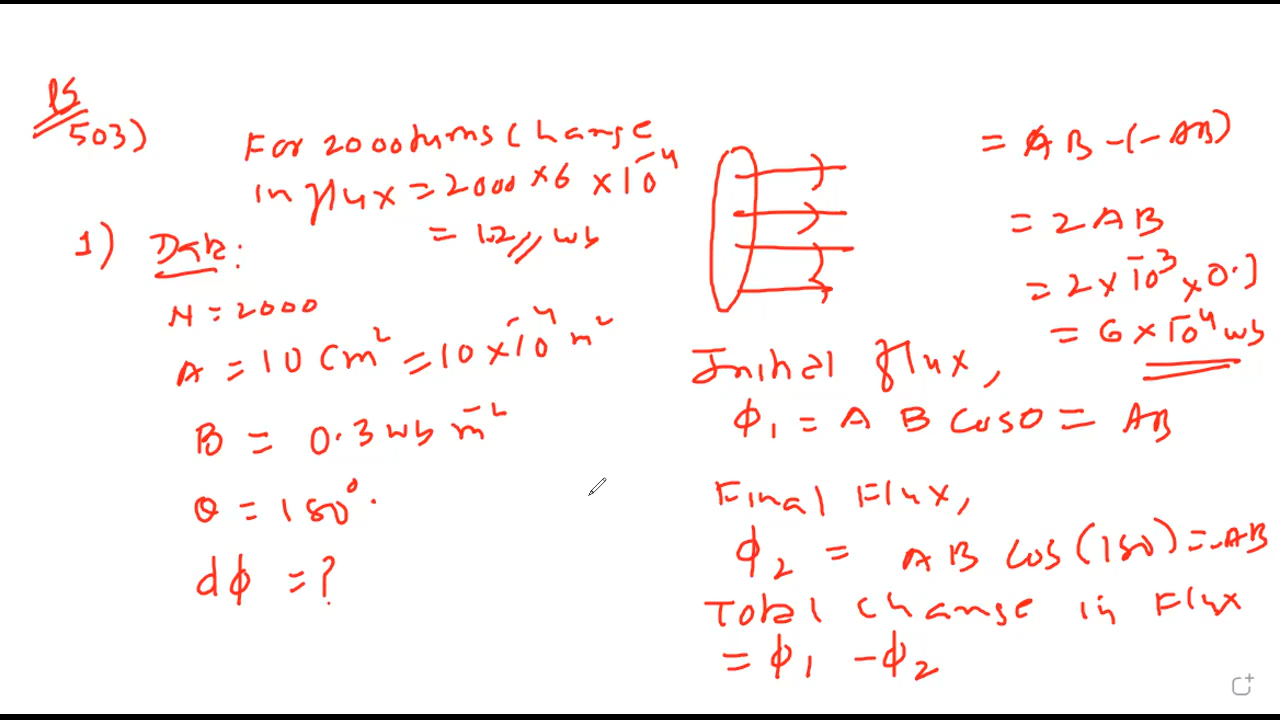 PS
503)
For 2000 turns Change
in flux = 2000 × 6 × 10⁻⁴
= 1.2 wb
1) Data:
N = 2000
A = 10 Cm² = 10 × 10⁻⁴ m²
B = 0.3 wb m⁻²
θ = 180°.
dϕ = ?
= AB - (-AB)
= 2AB
= 2 × 10⁻³ × 0.3
= 6 × 10⁻⁴ wb
Initial flux,
ϕ₁ = A B Cos0 = AB
Final Flux,
ϕ₂ = AB cos(180) = -AB
Total change in Flux
= ϕ₁ - ϕ₂